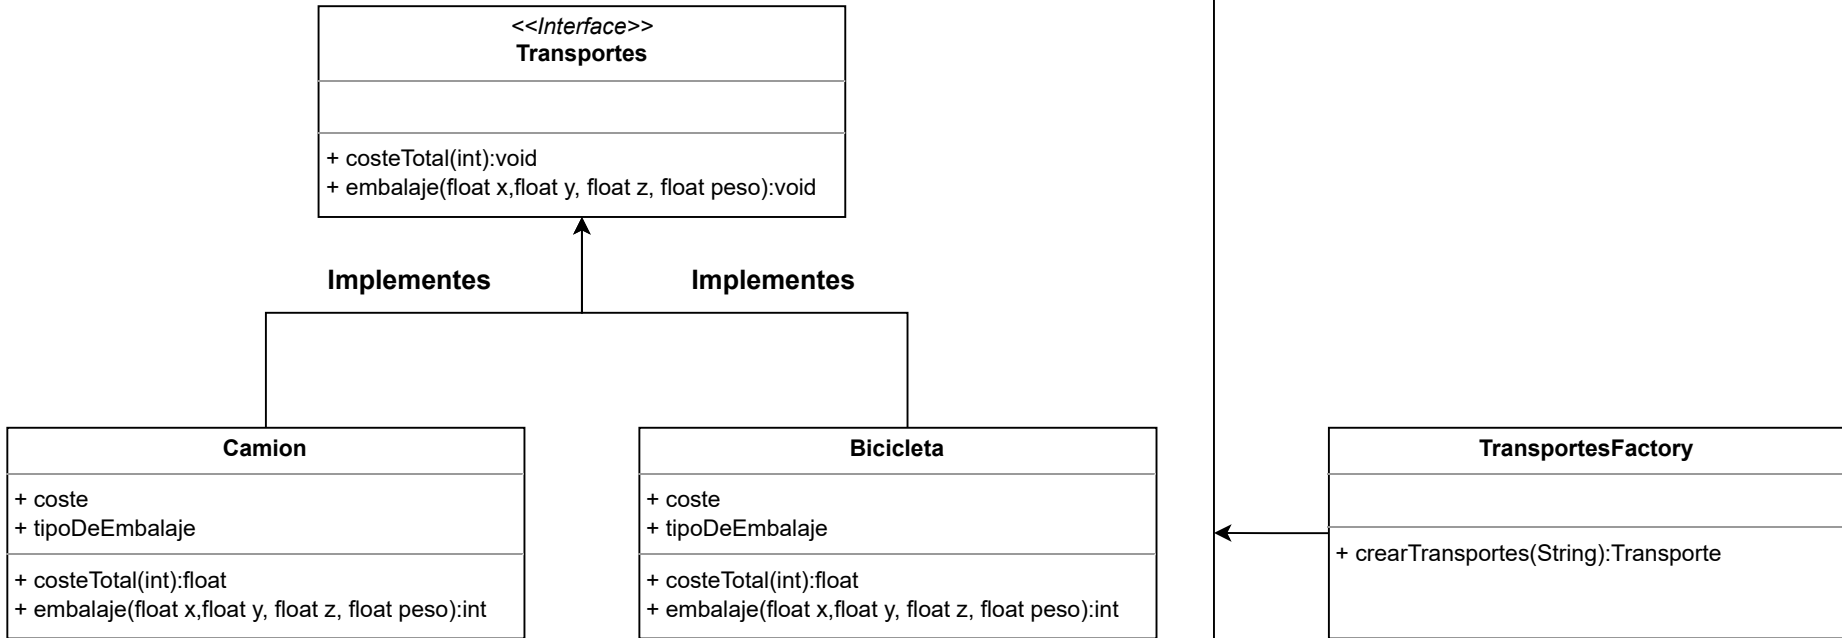 <<Interface>>
Transportes
+ costeTotal(int):void
+ embalaje(float x,float y, float z, float peso):void
Implementes
Implementes
Camion
+ coste
+ tipoDeEmbalaje
+ costeTotal(int):float
+ embalaje(float x,float y, float z, float peso):int
Bicicleta
+ coste
+ tipoDeEmbalaje
+ costeTotal(int):float
+ embalaje(float x,float y, float z, float peso):int
TransportesFactory
+ crearTransportes(String):Transporte